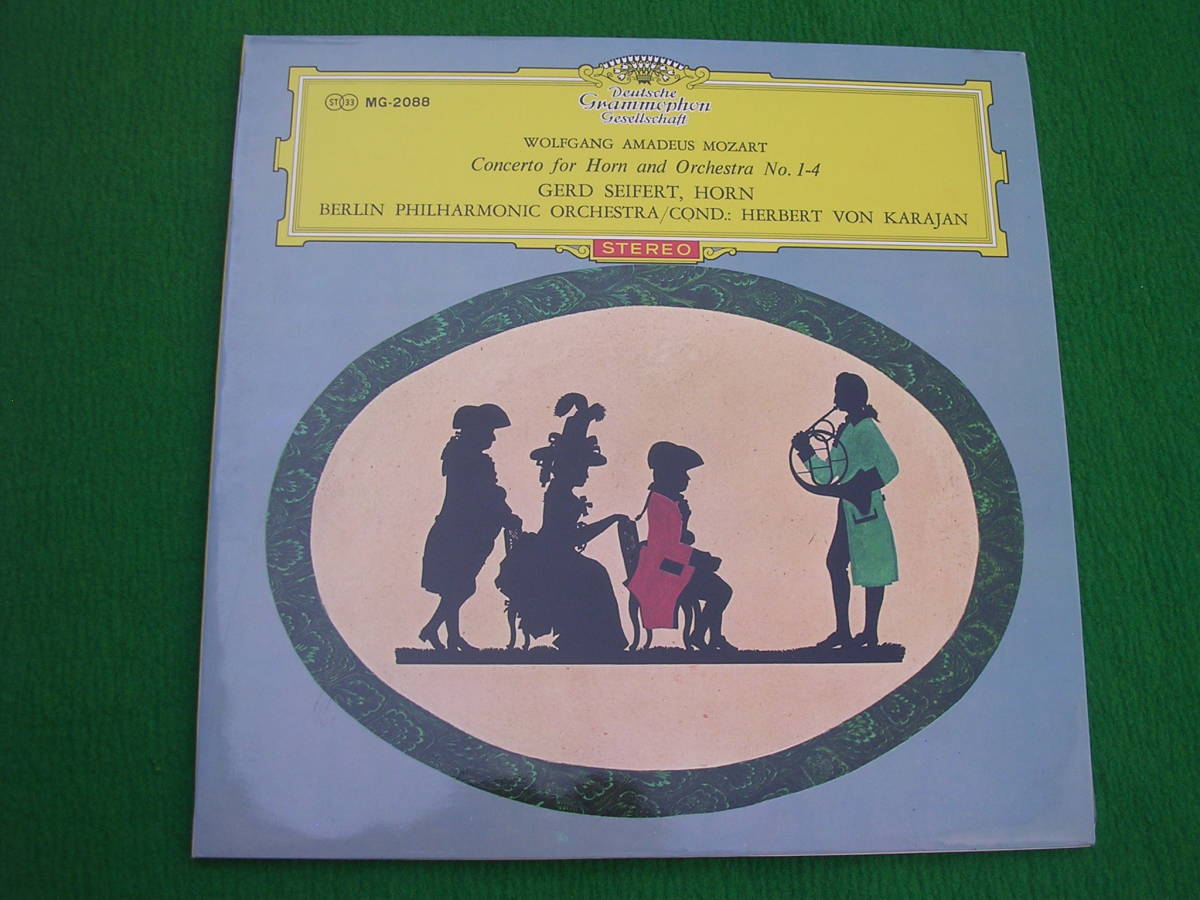 ST 33 MG-2088
Deutsche
Grammophon
Gesellschaft
WOLFGANG AMADEUS MOZART
Concerto for Horn and Orchestra No. 1-4
GERD SEIFERT, HORN
BERLIN PHILHARMONIC ORCHESTRA/COND.: HERBERT VON KARAJAN
STEREO